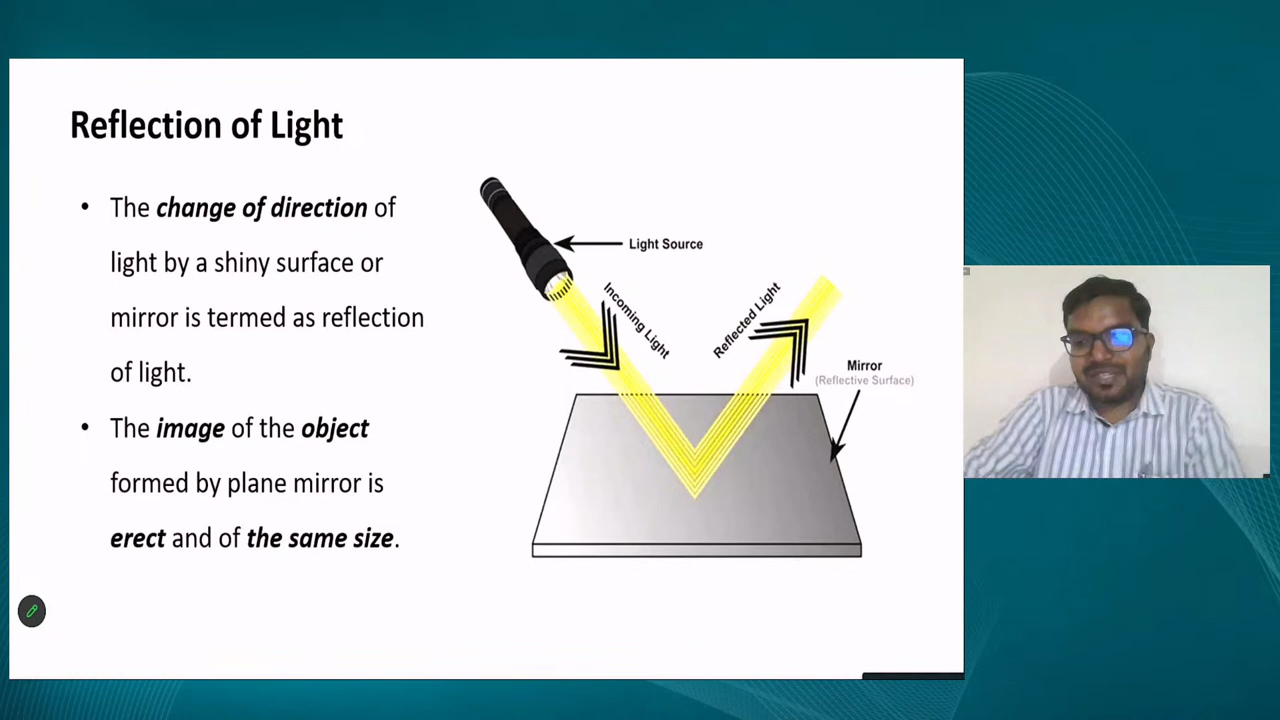 Reflection of Light
• The change of direction of
light by a shiny surface or
mirror is termed as reflection
of light.
• The image of the object
formed by plane mirror is
erect and of the same size.
Light Source
Incoming Light
Reflected Light
Mirror
(Reflective Surface)